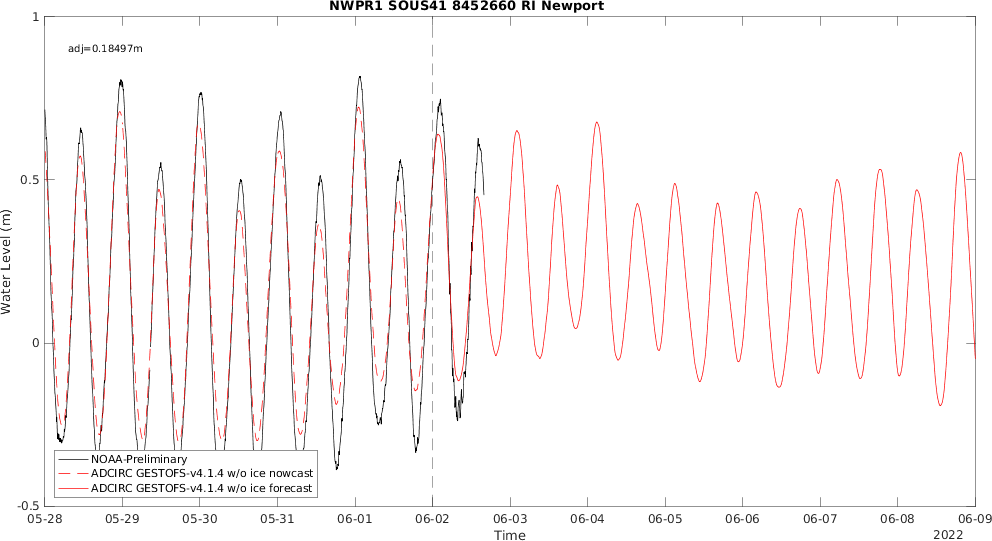 NWPR1 SOUS41 8452660 RI Newport
adj=0.18497m
Water Level (m)
1
0.5
0
-0.5
NOAA-Preliminary
ADCIRC GESTOFS-v4.1.4 w/o ice nowcast
ADCIRC GESTOFS-v4.1.4 w/o ice forecast
05-28 05-29 05-30 05-31 06-01 06-02 06-03 06-04 06-05 06-06 06-07 06-08 06-09
Time
2022